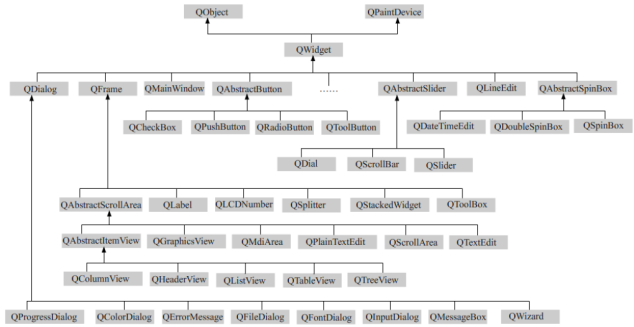 QObject QPaintDevice
QWidget
QDialog QFrame QMainWindow QAbstractButton ...... QAbstractSlider QLineEdit QAbstractSpinBox
QCheckBox QPushButton QRadioButton QToolButton QDateTimeEdit QDoubleSpinBox QSpinBox
QDial QScrollBar QSlider
QAbstractScrollArea QLabel QLCDNumber QSplitter QStackedWidget QToolBox
QAbstractItemView QGraphicsView QMdiArea QPlainTextEdit QScrollArea QTextEdit
QColumnView QHeaderView QListView QTableView QTreeView
QProgressDialog QColorDialog QErrorMessage QFileDialog QFontDialog QInputDialog QMessageBox QWizard